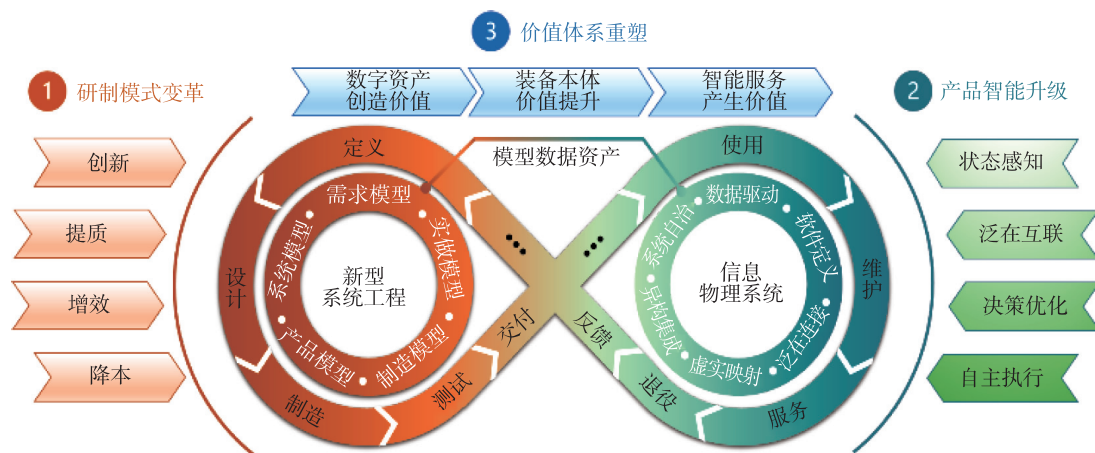 3 价值体系重塑
1 研制模式变革
数字资产
创造价值
装备本体
价值提升
智能服务
产生价值
2 产品智能升级
创新
提质
增效
降本
定义
设计
制造
测试
交付
...
需求模型
系统模型
产品模型
制造模型
实做模型
新型
系统工程
模型数据资产
使用
维护
服务
退役
反馈
...
数据驱动
软件定义
泛在连接
虚实映射
异构集成
系统自治
信息
物理系统
状态感知
泛在互联
决策优化
自主执行